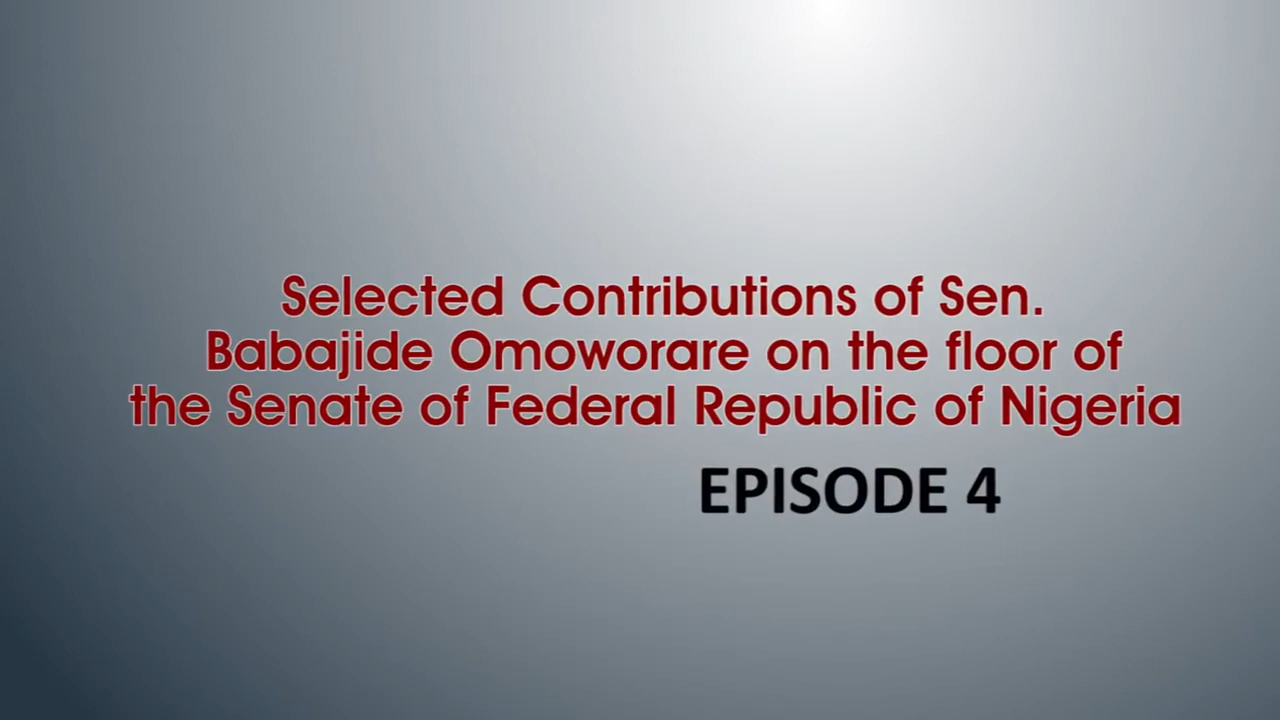 Selected Contributions of Sen.
Babajide Omoworare on the floor of
the Senate of Federal Republic of Nigeria
EPISODE 4